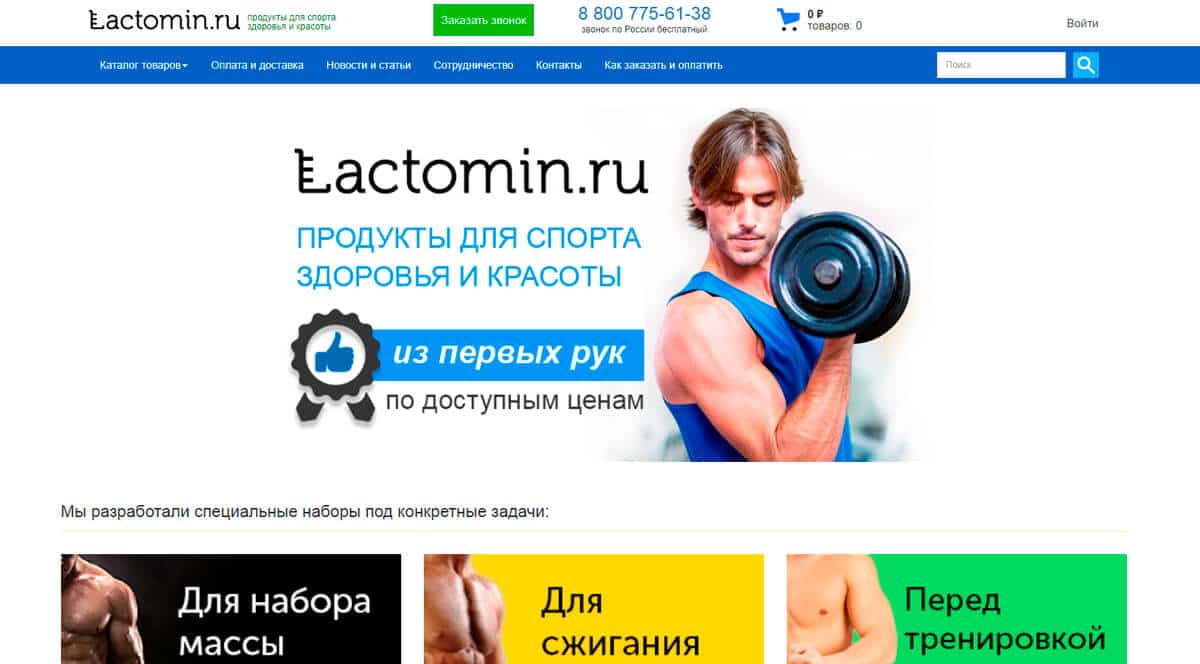 Lactomin.ru
продукты для спорта
здоровья и красоты
Заказать звонок
8 800 775-61-38
звонок по России бесплатный
0 ₽
товаров: 0
Войти
Каталог товаров
Оплата и доставка
Новости и статьи
Сотрудничество
Контакты
Как заказать и оплатить
Поиск
Lactomin.ru
ПРОДУКТЫ ДЛЯ СПОРТА
ЗДОРОВЬЯ И КРАСОТЫ
из первых рук
по доступным ценам
Мы разработали специальные наборы под конкретные задачи:
Для набора
массы
Для
сжигания
Перед
тренировкой